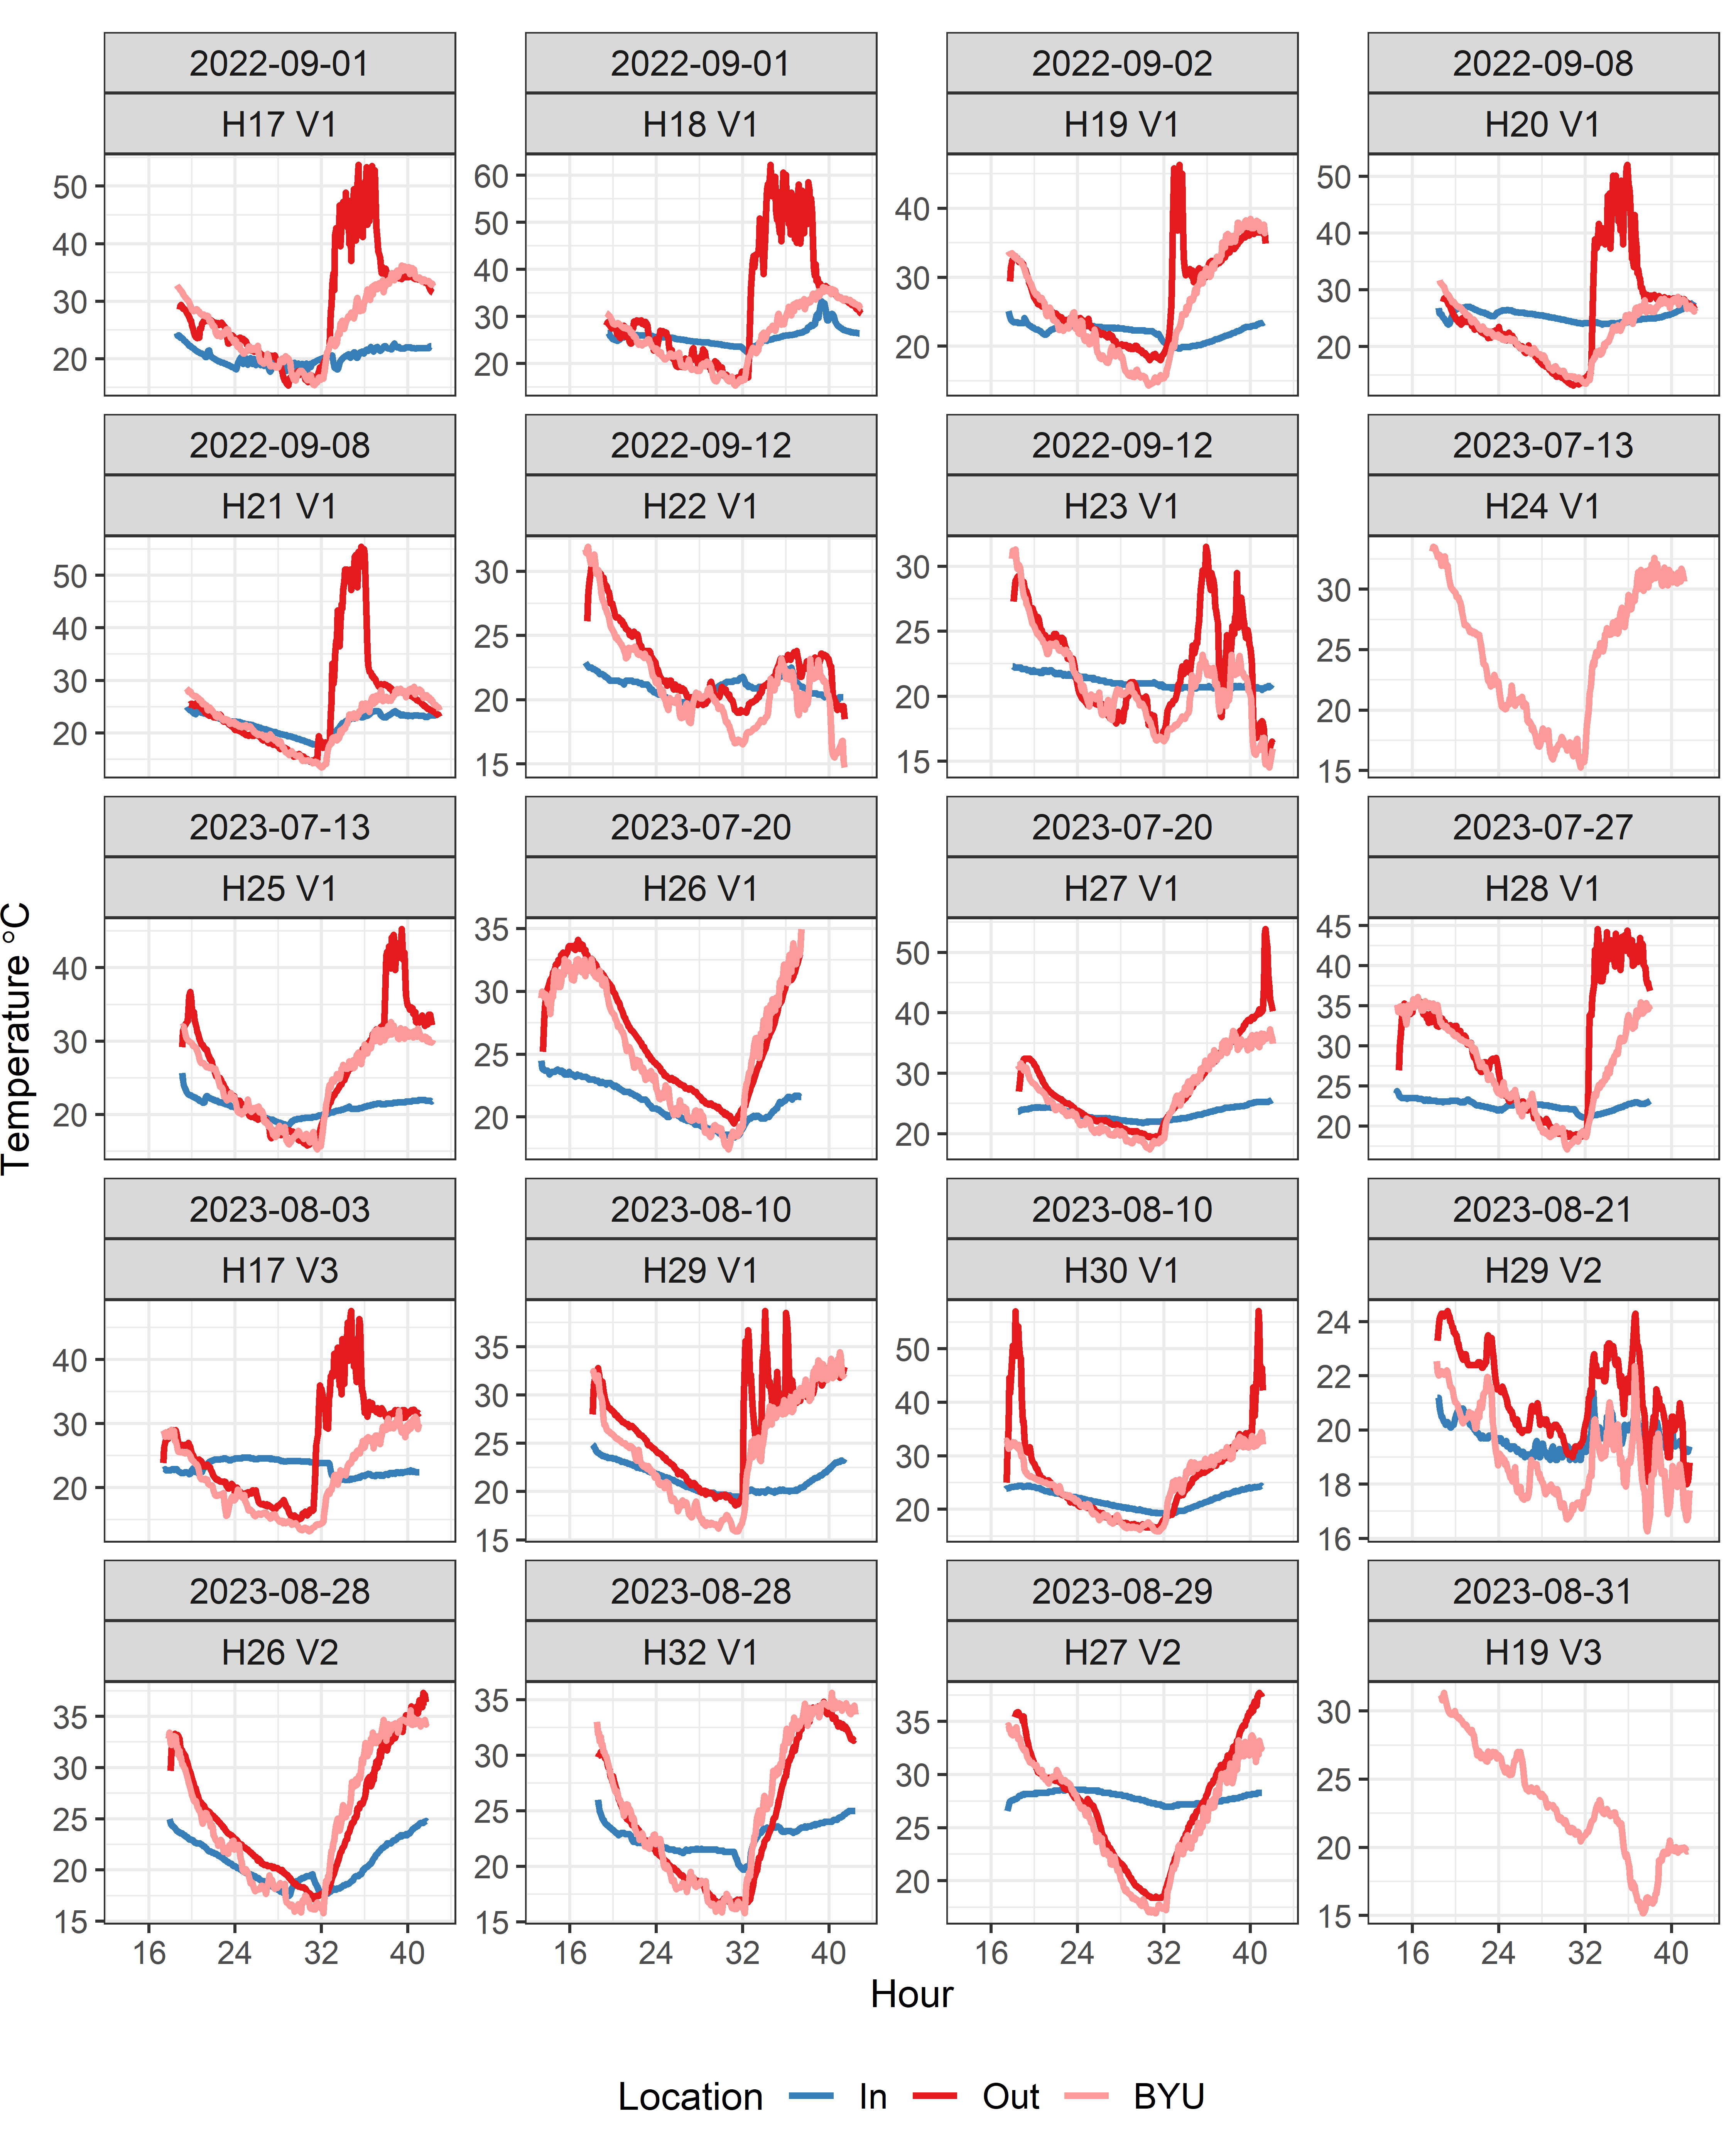 2022-09-01 2022-09-01 2022-09-02 2022-09-08
H17 V1 H18 V1 H19 V1 H20 V1
50 40 30 20
60 50 40 30 20
40 30 20
50 40 30 20
2022-09-08 2022-09-12 2022-09-12 2023-07-13
H21 V1 H22 V1 H23 V1 H24 V1
50 40 30 20
30 25 20 15
30 25 20 15
30 25 20 15
2023-07-13 2023-07-20 2023-07-20 2023-07-27
H25 V1 H26 V1 H27 V1 H28 V1
40 30 20
35 30 25 20
50 40 30 20
45 40 35 30 25 20
Temperature °C
2023-08-03 2023-08-10 2023-08-10 2023-08-21
H17 V3 H29 V1 H30 V1 H29 V2
40 30 20
35 30 25 20 15
50 40 30 20
24 22 20 18 16
2023-08-28 2023-08-28 2023-08-29 2023-08-31
H26 V2 H32 V1 H27 V2 H19 V3
35 30 25 20 15
35 30 25 20 15
35 30 25 20
30 25 20 15
16 24 32 40 16 24 32 40 16 24 32 40 16 24 32 40
Hour
Location In Out BYU